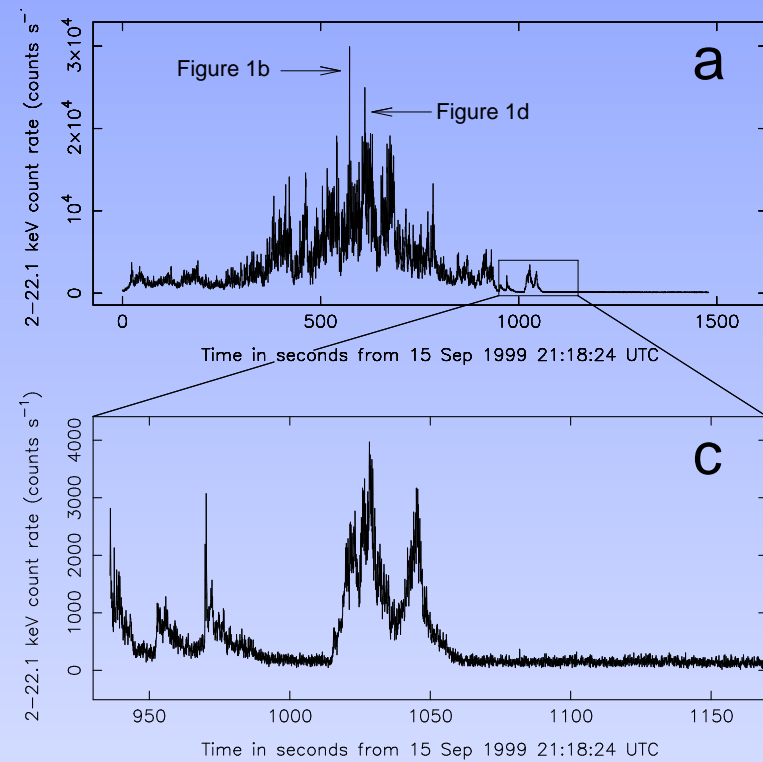 a
2−22.1 keV count rate (counts s⁻¹
3×10⁴
2×10⁴
10⁴
0
Figure 1b
Figure 1d
0 500 1000 1500
Time in seconds from 15 Sep 1999 21:18:24 UTC
c
2−22.1 keV count rate (counts s⁻¹)
4000
3000
2000
1000
0
950 1000 1050 1100 1150
Time in seconds from 15 Sep 1999 21:18:24 UTC